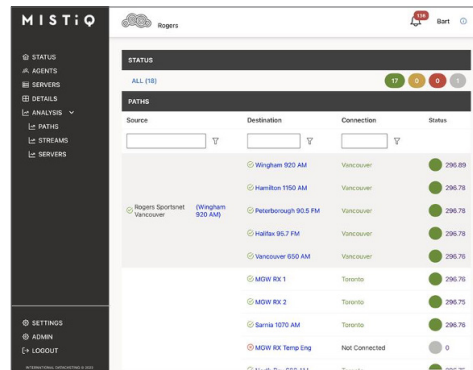 MISTiQ
Rogers
116
Bart
STATUS
AGENTS
SERVERS
DETAILS
ANALYSIS
PATHS
STREAMS
SERVERS
SETTINGS
ADMIN
LOGOUT
INTERNATIONAL DATACASTING © 2023
STATUS
ALL (18)
17 0 0 1
PATHS
Source Destination Connection Status
Rogers Sportsnet Vancouver (Wingham 920 AM)
Wingham 920 AM Vancouver 296.89
Hamilton 1150 AM Vancouver 296.78
Peterborough 90.5 FM Vancouver 296.78
Halifax 95.7 FM Vancouver 296.78
Vancouver 650 AM Vancouver 296.76
MGW RX 1 Toronto 296.76
MGW RX 2 Toronto 296.75
Sarnia 1070 AM Toronto 296.76
MGW RX Temp Eng Not Connected 0